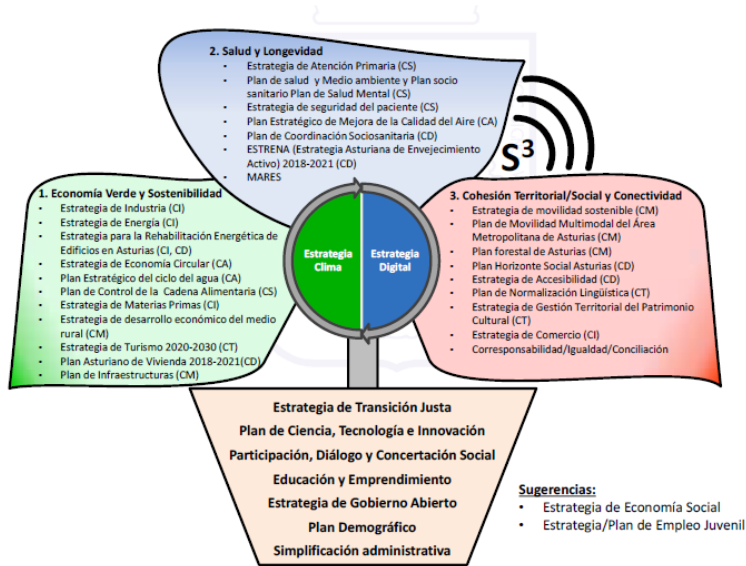 2. Salud y Longevidad
• Estrategia de Atención Primaria (CS)
• Plan de salud y Medio ambiente y Plan socio
sanitario Plan de Salud Mental (CS)
• Estrategia de seguridad del paciente (CS)
• Plan Estratégico de Mejora de la Calidad del Aire (CA)
• Plan de Coordinación Sociosanitaria (CD)
• ESTRENA (Estrategia Asturiana de Envejecimiento
Activo) 2018-2021 (CD)
• MARES
S³
1. Economía Verde y Sostenibilidad
• Estrategia de Industria (CI)
• Estrategia de Energía (CI)
• Estrategia para la Rehabilitación Energética de
Edificios en Asturias (CI, CD)
• Estrategia de Economía Circular (CA)
• Plan Estratégico del ciclo del agua (CA)
• Plan de Control de la Cadena Alimentaria (CS)
• Estrategia de Materias Primas (CI)
• Estrategia de desarrollo económico del medio
rural (CM)
• Estrategia de Turismo 2020-2030 (CT)
• Plan Asturiano de Vivienda 2018-2021(CD)
• Plan de Infraestructuras (CM)
Estrategia
Clima
Estrategia
Digital
3. Cohesión Territorial/Social y Conectividad
• Estrategia de movilidad sostenible (CM)
• Plan de Movilidad Multimodal del Área
Metropolitana de Asturias (CM)
• Plan forestal de Asturias (CM)
• Plan Horizonte Social Asturias (CD)
• Estrategia de Accesibilidad (CD)
• Plan de Normalización Lingüística (CT)
• Estrategia de Gestión Territorial del Patrimonio
Cultural (CT)
• Estrategia de Comercio (CI)
• Corresponsabilidad/Igualdad/Conciliación
Estrategia de Transición Justa
Plan de Ciencia, Tecnología e Innovación
Participación, Diálogo y Concertación Social
Educación y Emprendimiento
Estrategia de Gobierno Abierto
Plan Demográfico
Simplificación administrativa
Sugerencias:
• Estrategia de Economía Social
• Estrategia/Plan de Empleo Juvenil